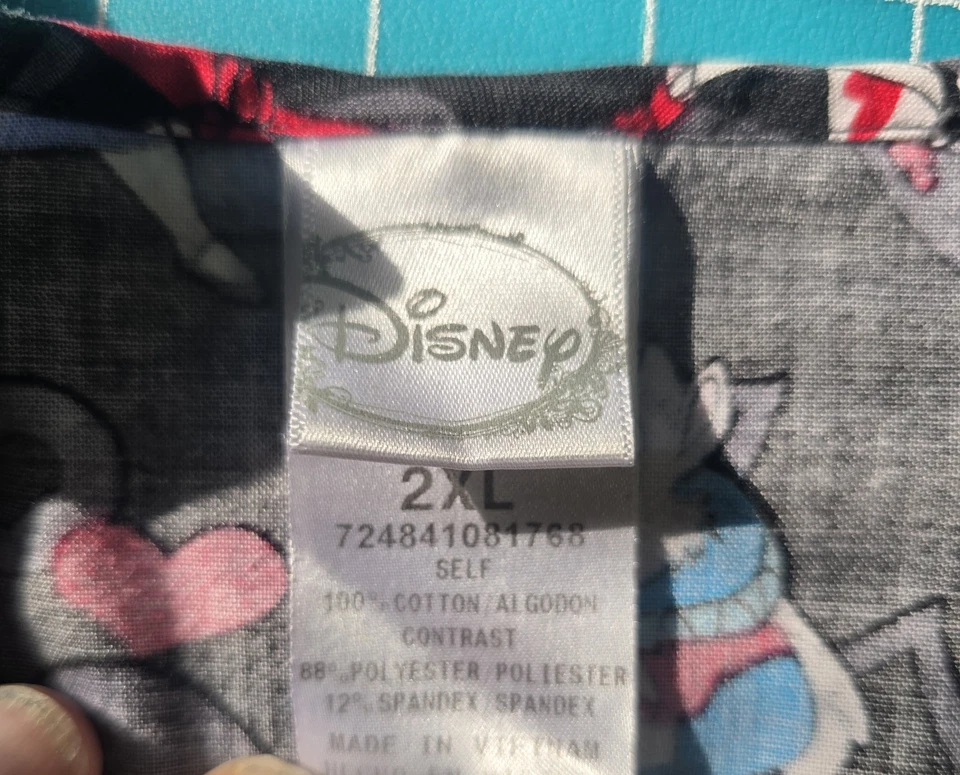 Disney
2XL
724841081768
SELF
100% COTTON/ALGODON
CONTRAST
88% POLYESTER/POLIESTER
12% SPANDEX/SPANDEX
MADE IN VIETNAM